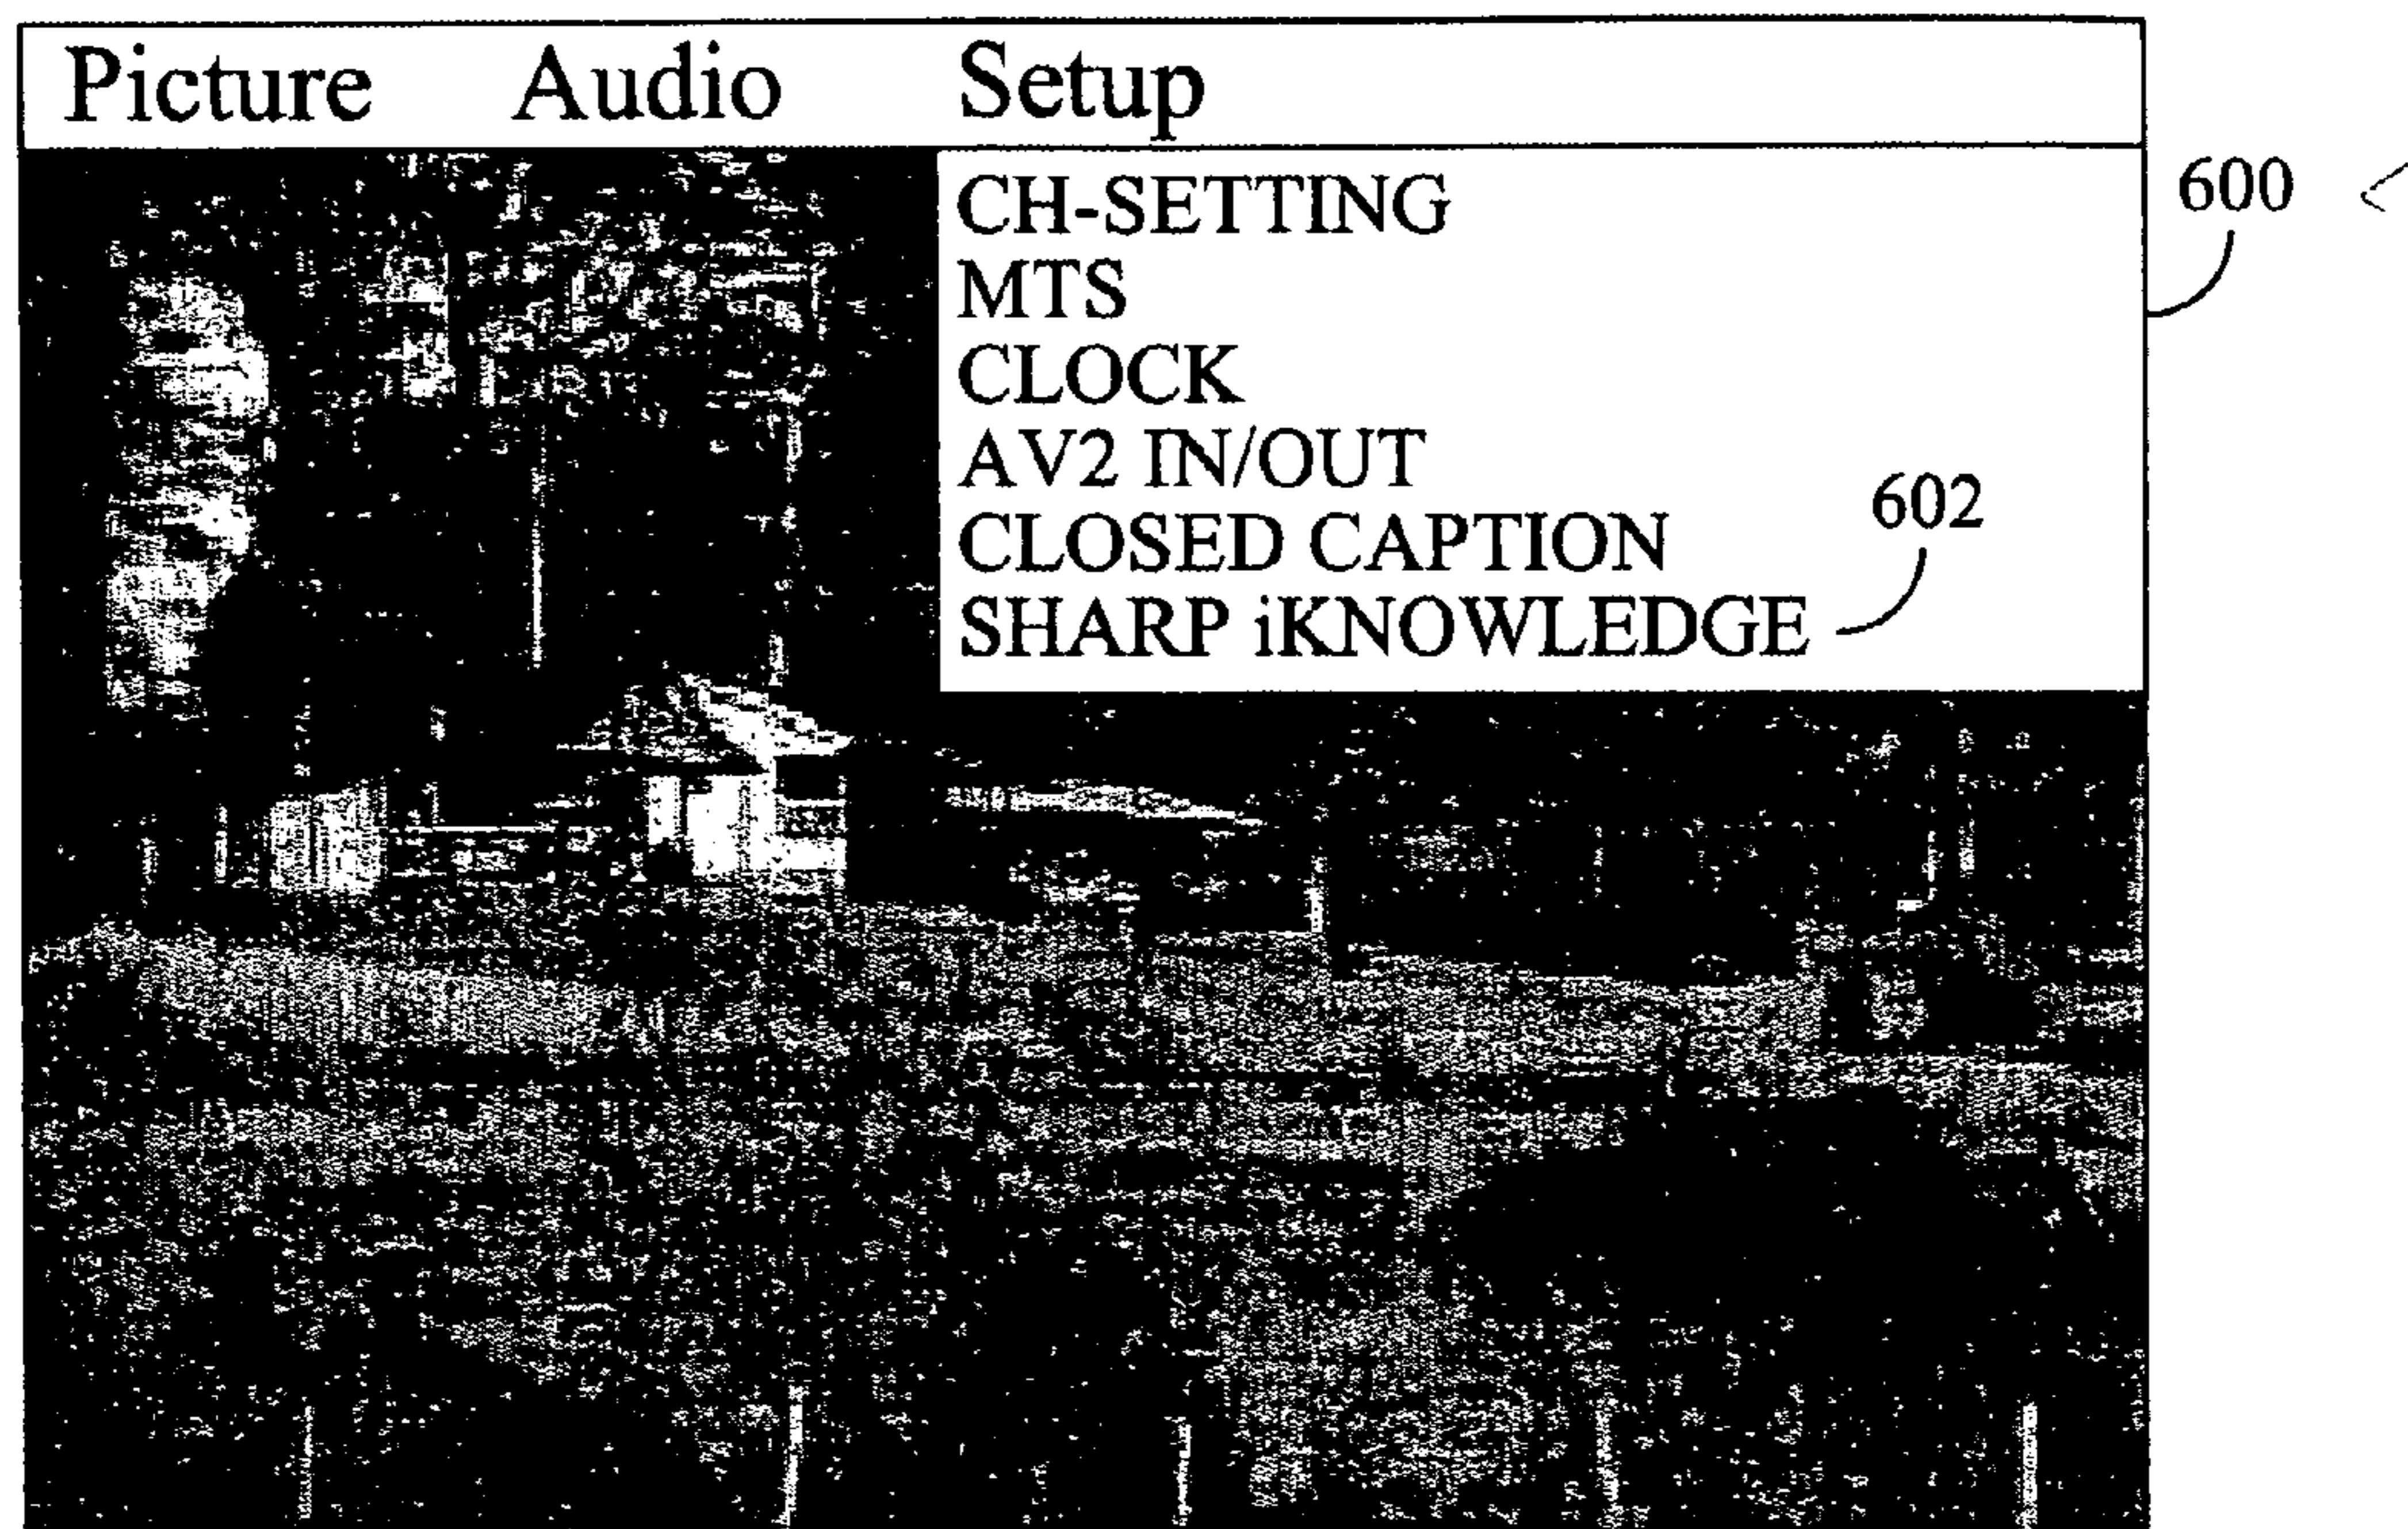 Picture Audio Setup
CH-SETTING
600
MTS
CLOCK
AV2 IN/OUT
602
CLOSED CAPTION
SHARP iKNOWLEDGE